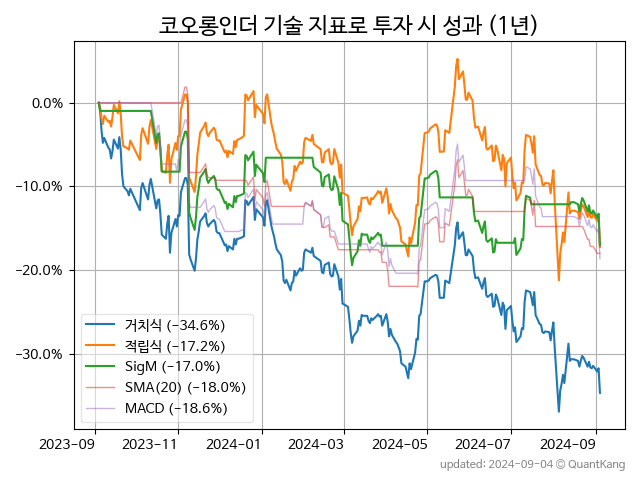 코오롱인더 기술 지표로 투자 시 성과 (1년)
0.0%
−10.0%
−20.0%
−30.0%
거치식 (−34.6%)
적립식 (−17.2%)
SigM (−17.0%)
SMA(20) (−18.0%)
MACD (−18.6%)
2023-09 2023-11 2024-01 2024-03 2024-05 2024-07 2024-09
updated: 2024-09-04 © QuantKang